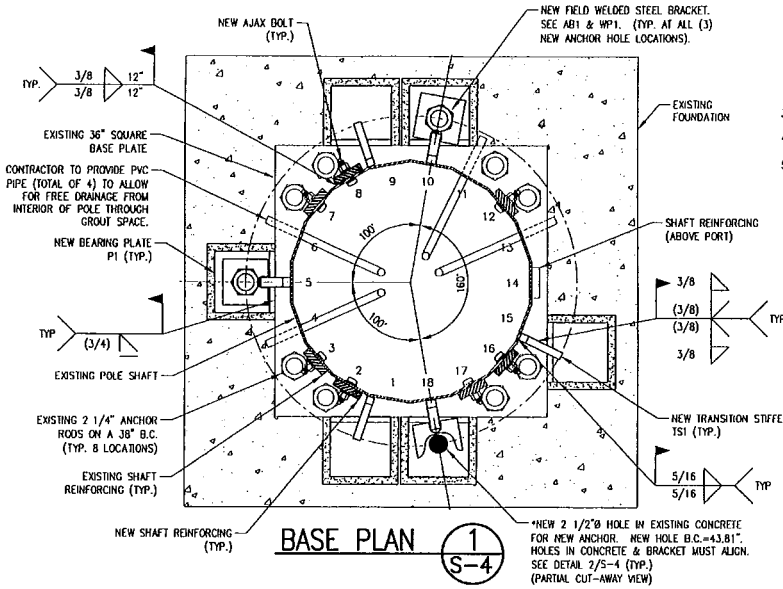 NEW AJAX BOLT
(TYP.)
NEW FIELD WELDED STEEL BRACKET.
SEE AB1 & WP1. (TYP. AT ALL (3)
NEW ANCHOR HOLE LOCATIONS).
TYP.
3/8
3/8
12"
12"
EXISTING
FOUNDATION
EXISTING 36" SQUARE
BASE PLATE
CONTRACTOR TO PROVIDE PVC
PIPE (TOTAL OF 4) TO ALLOW
FOR FREE DRAINAGE FROM
INTERIOR OF POLE THROUGH
GROUT SPACE.
NEW BEARING PLATE
P1 (TYP.)
SHAFT REINFORCING
(ABOVE PORT)
TYP
(3/4)
3/8
(3/8)
(3/8)
3/8
TYP
EXISTING POLE SHAFT
EXISTING 2 1/4" ANCHOR
RODS ON A 38" B.C.
(TYP. 8 LOCATIONS)
EXISTING SHAFT
REINFORCING (TYP.)
NEW SHAFT REINFORCING
(TYP.)
NEW TRANSITION STIFFE
TS1 (TYP.)
5/16
5/16
TYP
1
2
3
4
5
6
7
8
9
10
11
12
13
14
15
16
17
18
100°
100°
160°
*NEW 2 1/2"Ø HOLE IN EXISTING CONCRETE
FOR NEW ANCHOR. NEW HOLE B.C.=43.81".
HOLES IN CONCRETE & BRACKET MUST ALIGN.
SEE DETAIL 2/S-4 (TYP.)
(PARTIAL CUT-AWAY VIEW)
BASE PLAN
1
S-4